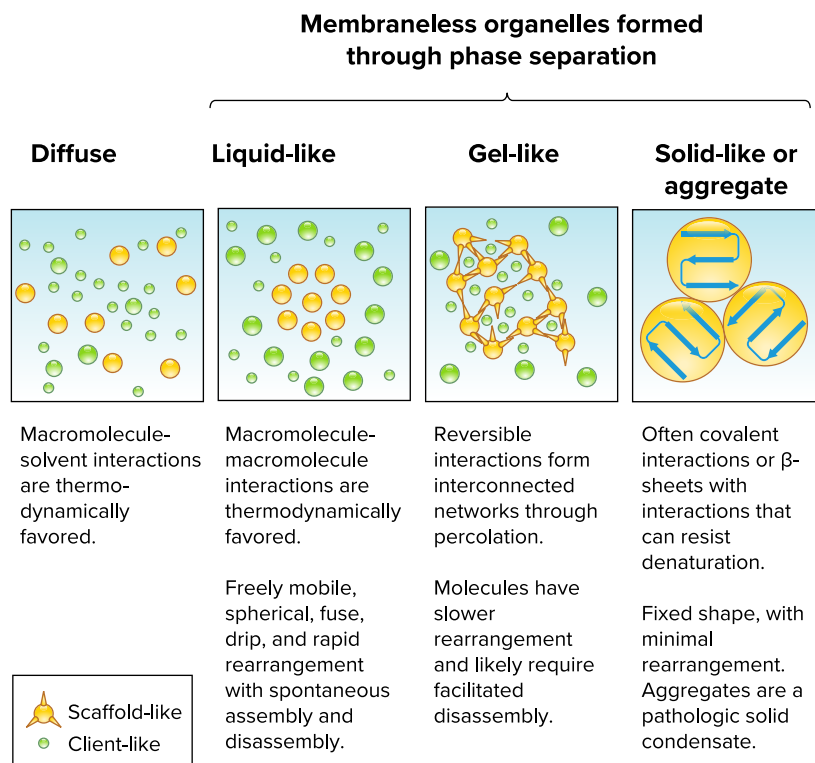 Membraneless organelles formed
through phase separation
Diffuse
Liquid-like
Gel-like
Solid-like or
aggregate
Macromolecule-
solvent interactions
are thermo-
dynamically
favored.
Macromolecule-
macromolecule
interactions are
thermodynamically
favored.
Freely mobile,
spherical, fuse,
drip, and rapid
rearrangement
with spontaneous
assembly and
disassembly.
Reversible
interactions form
interconnected
networks through
percolation.
Molecules have
slower
rearrangement
and likely require
facilitated
disassembly.
Often covalent
interactions or β-
sheets with
interactions that
can resist
denaturation.
Fixed shape, with
minimal
rearrangement.
Aggregates are a
pathologic solid
condensate.
Scaffold-like
Client-like